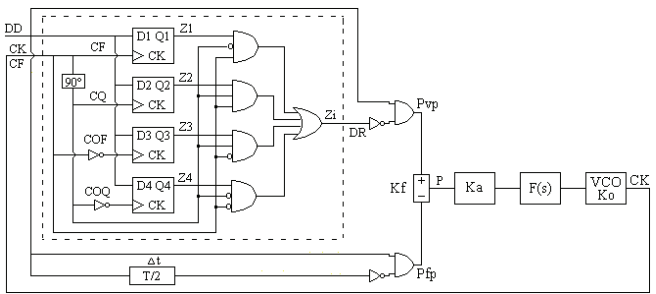 DD
CK
CF
CF
D1 Q1
CK
Z1
90°
CQ
D2 Q2
CK
Z2
COF
D3 Q3
CK
Z3
COQ
D4 Q4
CK
Z4
Zi
DR
Pvp
Kf
+
-
P
Ka
F(s)
VCO
Ko
CK
Δt
T/2
Pfp